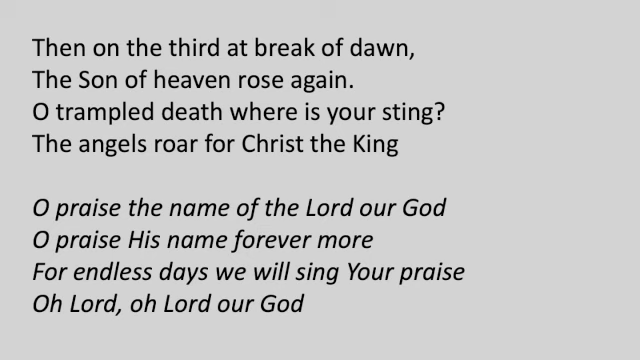 Then on the third at break of dawn,
The Son of heaven rose again.
O trampled death where is your sting?
The angels roar for Christ the King
O praise the name of the Lord our God
O praise His name forever more
For endless days we will sing Your praise
Oh Lord, oh Lord our God